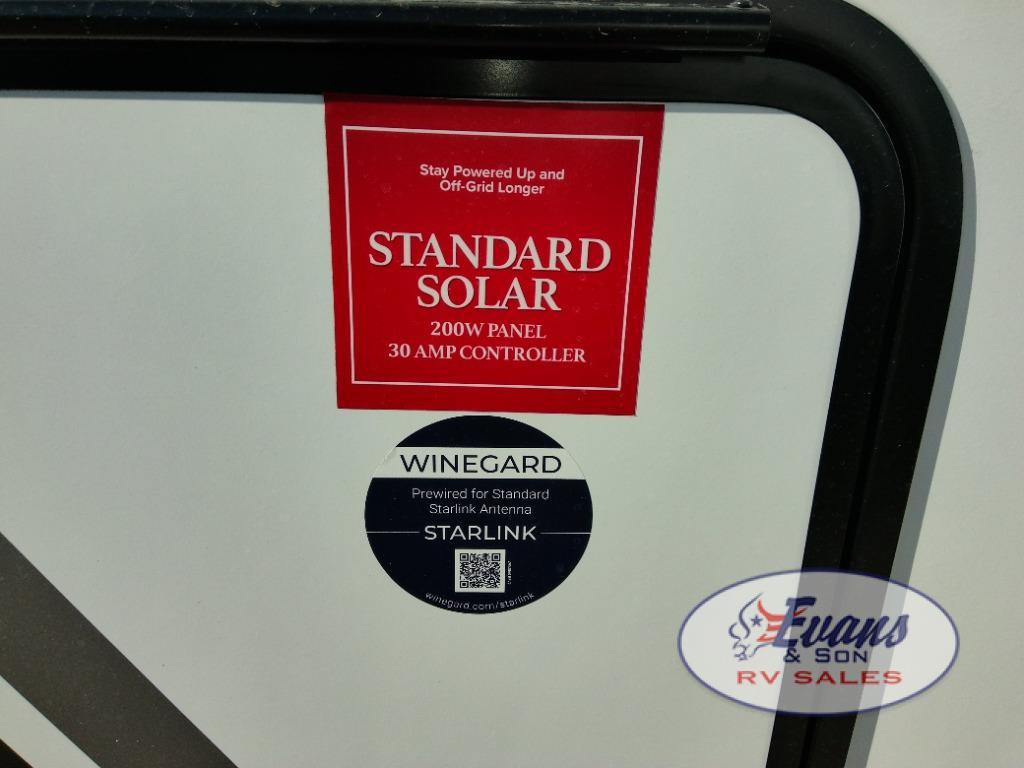 Stay Powered Up and
Off-Grid Longer
STANDARD
SOLAR
200W PANEL
30 AMP CONTROLLER
WINEGARD
Prewired for Standard
Starlink Antenna
STARLINK
winegard.com/starlink
Evans
& SON
RV SALES